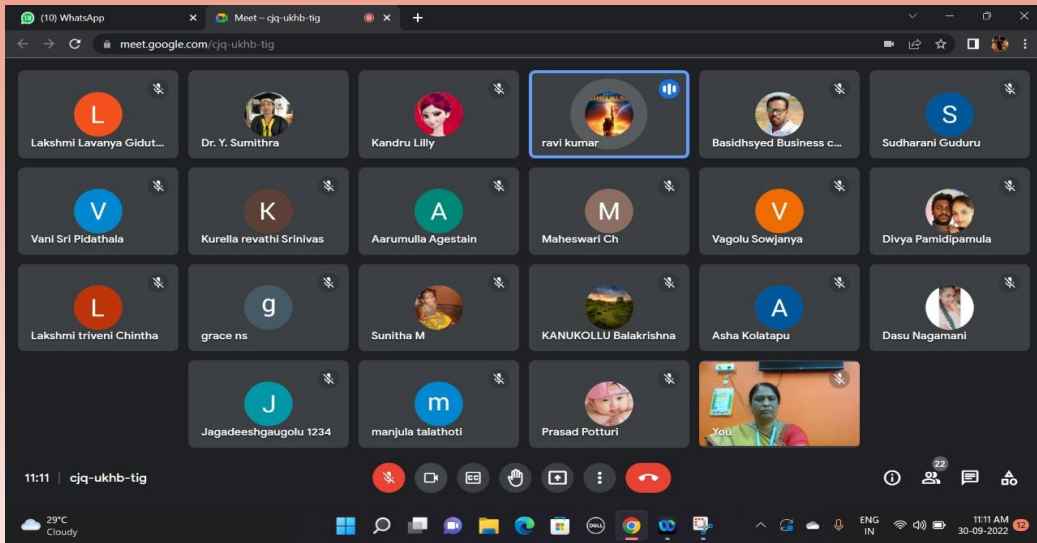 (10) WhatsApp
Meet – cjq-ukhb-tig
meet.google.com/cjq-ukhb-tig
L
Lakshmi Lavanya Gidut...
Dr. Y. Sumithra
Kandru Lilly
ravi kumar
Basidhsyed Business c...
S
Sudharani Guduru
V
Vani Sri Pidathala
K
Kurella revathi Srinivas
A
Aarumulla Agestain
M
Maheswari Ch
V
Vagolu Sowjanya
Divya Pamidipamula
L
Lakshmi triveni Chintha
g
grace ns
Sunitha M
KANUKOLLU Balakrishna
A
Asha Kolatapu
Dasu Nagamani
J
Jagadeeshgaugolu 1234
m
manjula talathoti
Prasad Potturi
You
11:11 | cjq-ukhb-tig
CC
22
29°C
Cloudy
DELL
ENG
IN
11:11 AM
30-09-2022
12